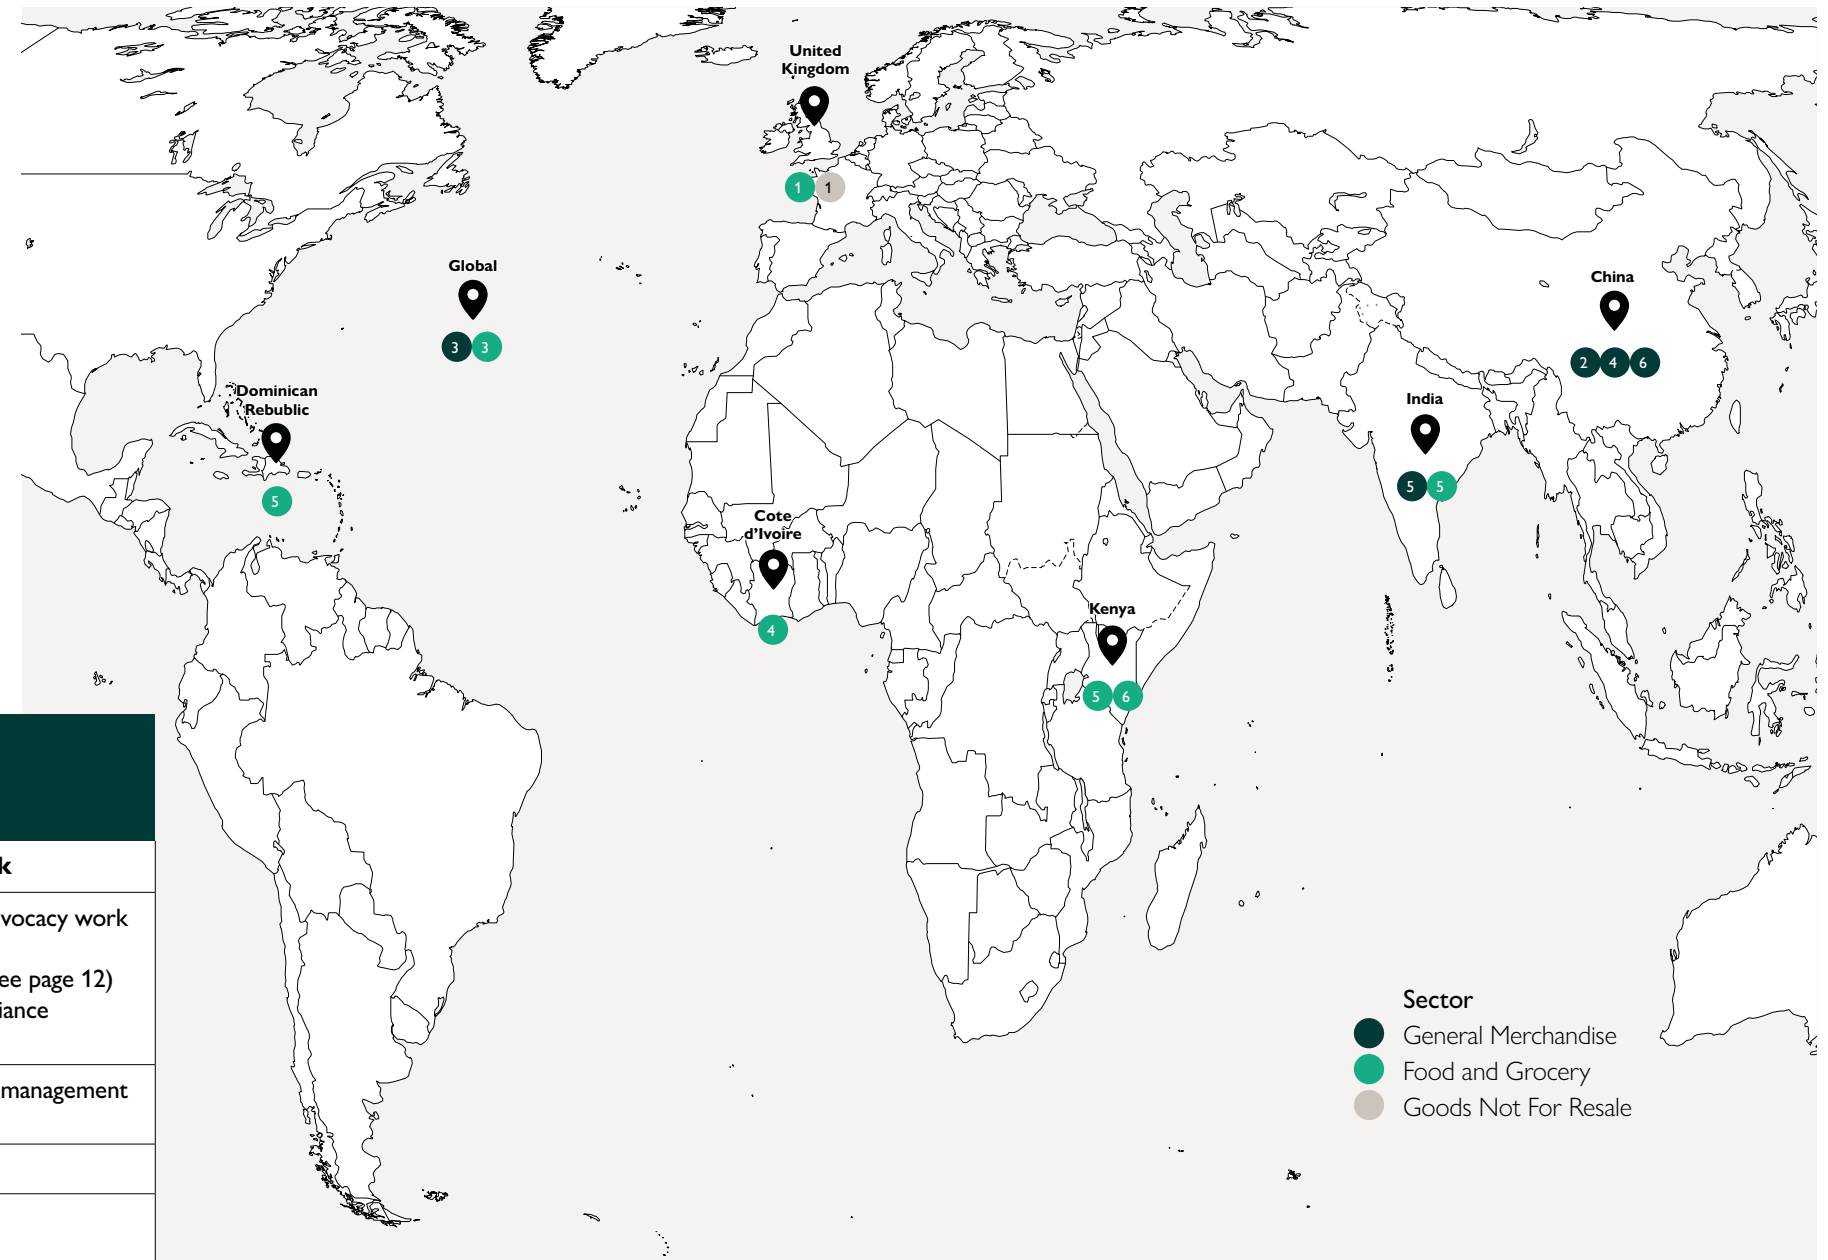 United
Kingdom
1 1
Global
3 3
China
2 4 6
Dominican
Rebublic
5
India
5 5
Cote
d'Ivoire
4
Kenya
5 6
k
vocacy work
ee page 12)
iance
management
Sector
General Merchandise
Food and Grocery
Goods Not For Resale